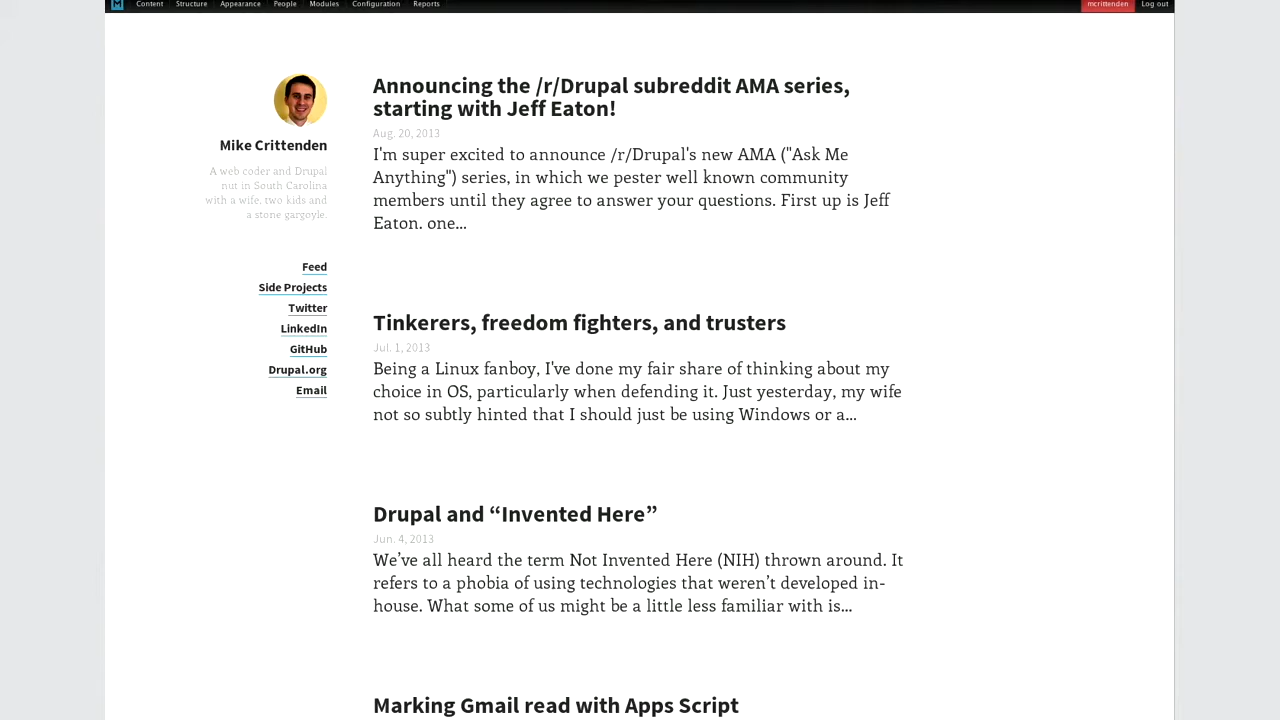 Content Structure Appearance People Modules Configuration Reports mcrittenden Log out
Mike Crittenden
A web coder and Drupal
nut in South Carolina
with a wife, two kids and
a stone gargoyle.
Feed
Side Projects
Twitter
LinkedIn
GitHub
Drupal.org
Email
Announcing the /r/Drupal subreddit AMA series,
starting with Jeff Eaton!
Aug. 20, 2013
I'm super excited to announce /r/Drupal's new AMA ("Ask Me
Anything") series, in which we pester well known community
members until they agree to answer your questions. First up is Jeff
Eaton. one...
Tinkerers, freedom fighters, and trusters
Jul. 1, 2013
Being a Linux fanboy, I've done my fair share of thinking about my
choice in OS, particularly when defending it. Just yesterday, my wife
not so subtly hinted that I should just be using Windows or a...
Drupal and “Invented Here”
Jun. 4, 2013
We’ve all heard the term Not Invented Here (NIH) thrown around. It
refers to a phobia of using technologies that weren’t developed in-
house. What some of us might be a little less familiar with is...
Marking Gmail read with Apps Script